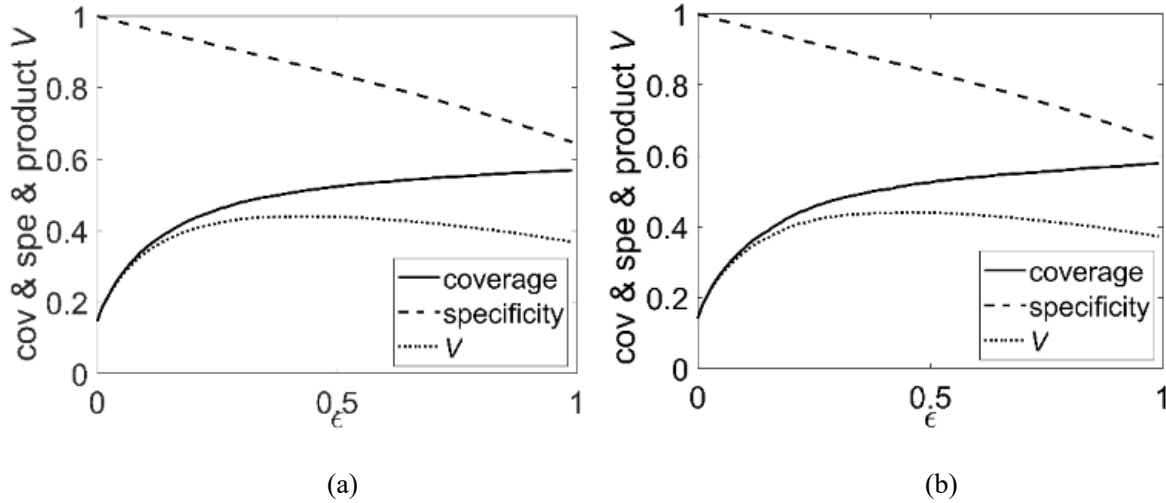 cov & spe & product V
1
0.8
0.6
0.4
0.2
0
0
0.5
1
ϵ
coverage
specificity
V
(a)
cov & spe & product V
1
0.8
0.6
0.4
0.2
0
0
0.5
1
ϵ
coverage
specificity
V
(b)